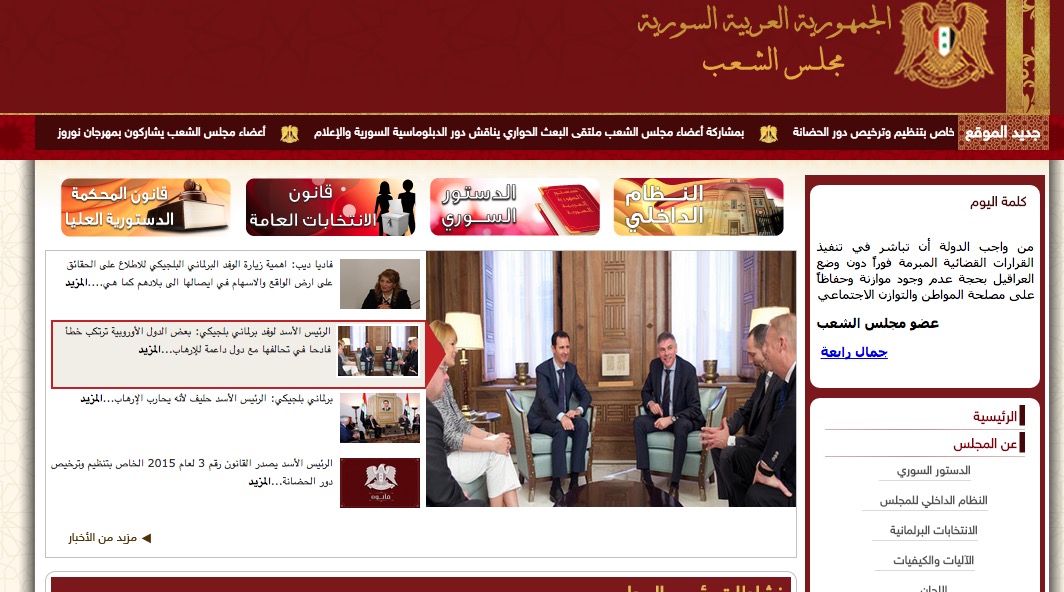 الجمهورية العربية السورية
مجلس الشعب
جديد الموقع
خاص بتنظيم وترخيص دور الحضانة
بمشاركة أعضاء مجلس الشعب ملتقى البعث الحواري يناقش دور الدبلوماسية السورية والإعلام
أعضاء مجلس الشعب يشاركون بمهرجان نوروز
كلمة اليوم
من واجب الدولة أن تباشر في تنفيذ
القرارات القضائية المبرمة فوراً دون وضع
العراقيل بحجة عدم وجود موازنة وحفاظاً
على مصلحة المواطن والتوازن الاجتماعي
عضو مجلس الشعب
جمال رابعة
الرئيسية
عن المجلس
الدستور السوري
النظام الداخلي للمجلس
الانتخابات البرلمانية
الآليات والكيفيات
النظام
الداخلي
الدستور
السوري
قانون
الانتخابات العامة
قانون المحكمة
الدستورية العليا
فاديا ديب: اهمية زيارة الوفد البرلماني البلجيكي للإطلاع على الحقائق
على ارض الواقع والاسهام في ايصالها الى بلادهم كما هي....المزيد
الرئيس الأسد لوفد برلماني بلجيكي: بعض الدول الأوروبية ترتكب خطأ
فادحا في تحالفها مع دول داعمة للإرهاب...المزيد
برلماني بلجيكي: الرئيس الأسد حليف لأنه يحارب الإرهاب...المزيد
الرئيس الأسد يصدر القانون رقم 3 لعام 2015 الخاص بتنظيم وترخيص
دور الحضانة...المزيد
قانون
مزيد من الأخبار